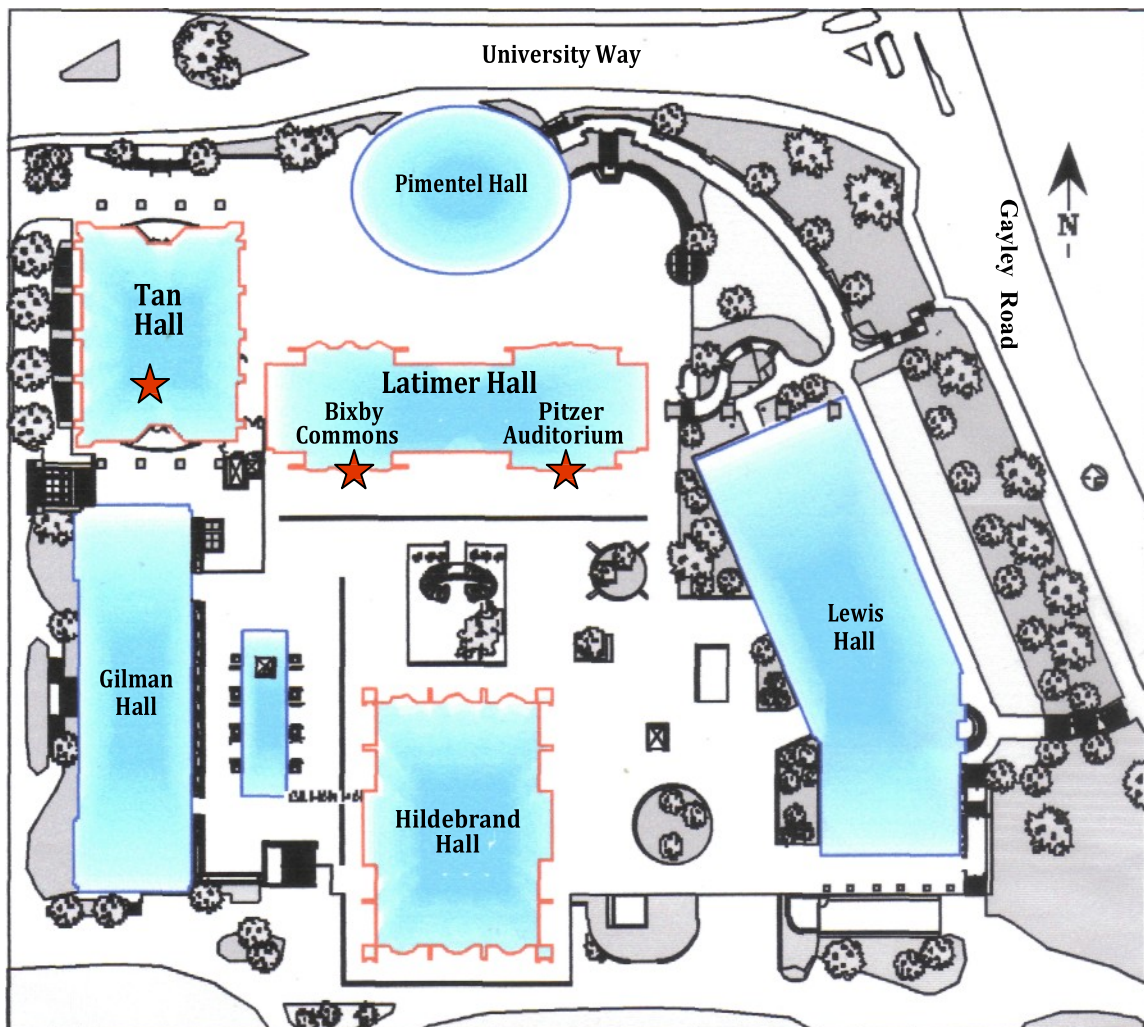 University Way
Pimentel Hall
N
Gayley Road
Tan
Hall
Latimer Hall
Bixby
Commons
Pitzer
Auditorium
Lewis
Hall
Gilman
Hall
Hildebrand
Hall